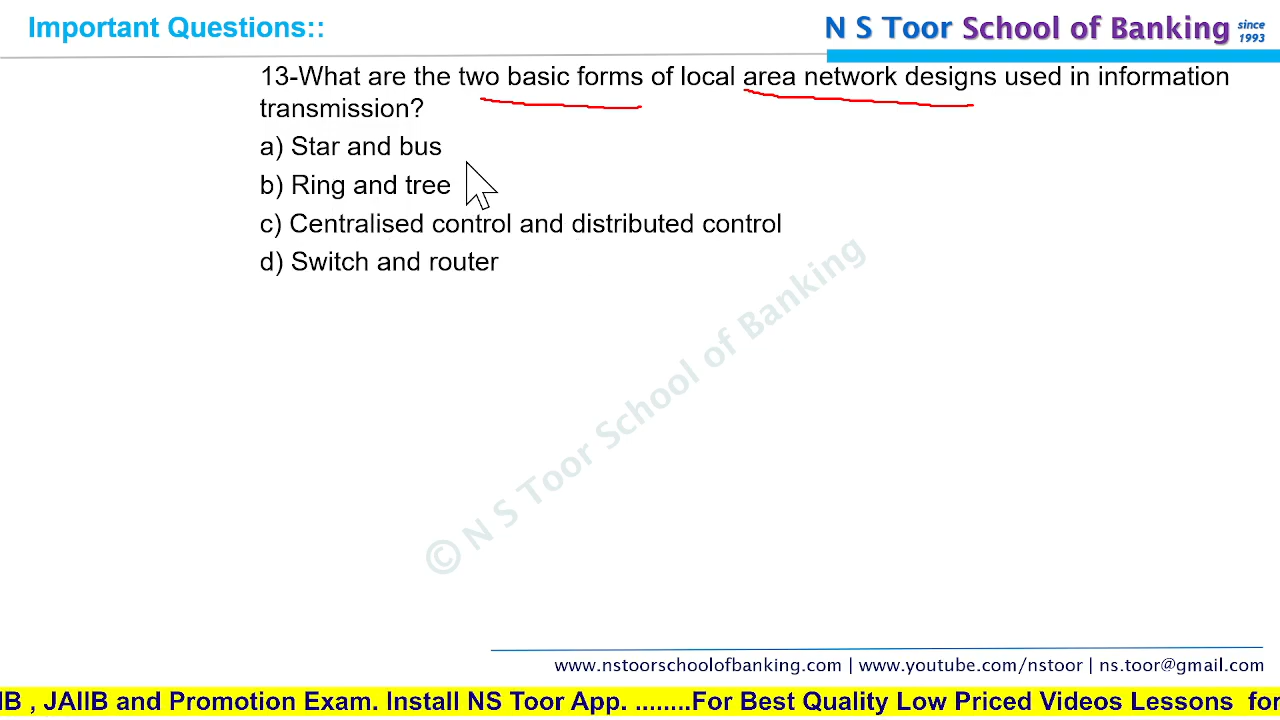 Important Questions::
N S Toor School of Banking since 1993
13-What are the two basic forms of local area network designs used in information
transmission?
a) Star and bus
b) Ring and tree
c) Centralised control and distributed control
d) Switch and router
© N S Toor School of Banking
www.nstoorschoolofbanking.com | www.youtube.com/nstoor | ns.toor@gmail.com
IB , JAIIB and Promotion Exam. Install NS Toor App. ........For Best Quality Low Priced Videos Lessons for